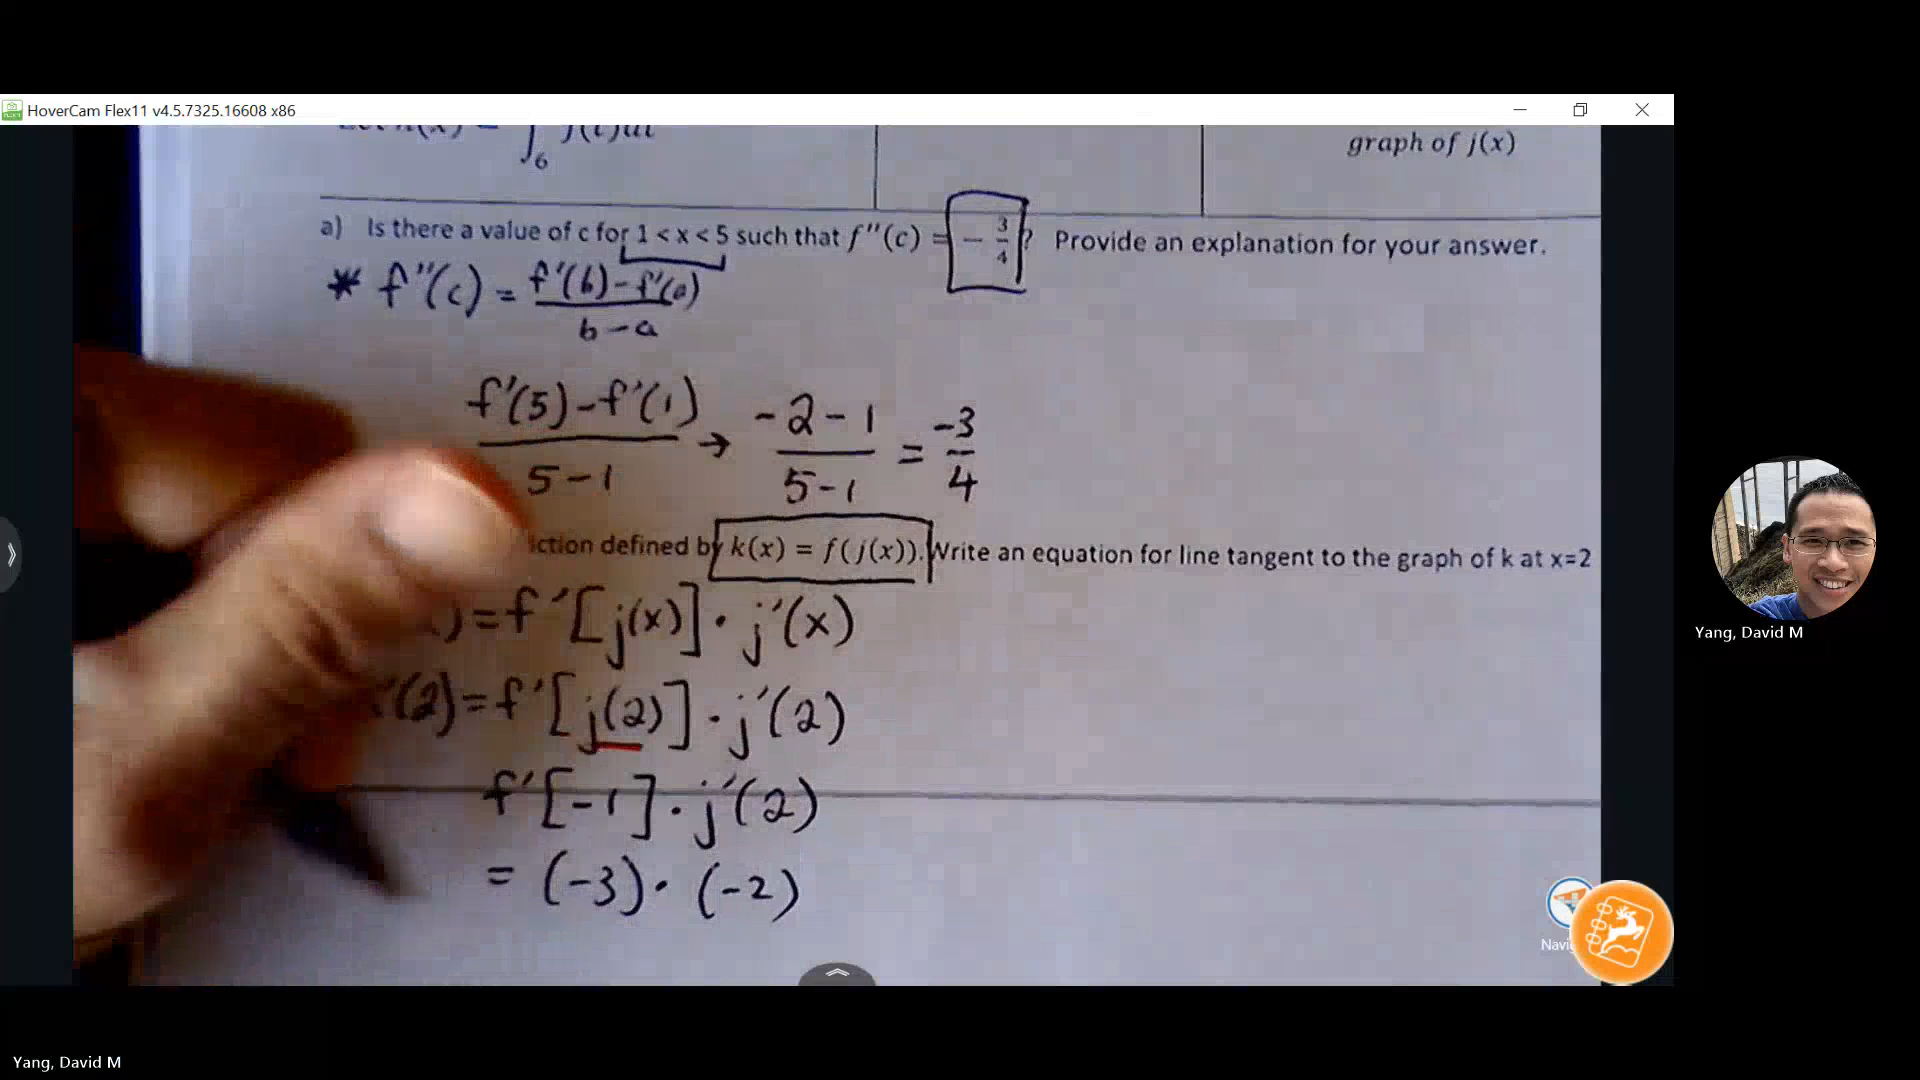 HoverCam Flex11 v4.5.7325.16608 x86
∫₆ j(t)dt
graph of j(x)
a) Is there a value of c for 1 < x < 5 such that f''(c) = - 3/4 ? Provide an explanation for your answer.
* f''(c) = f'(b) - f'(a) / b - a
f'(5) - f'(1) / 5 - 1 → -2 - 1 / 5 - 1 = -3 / 4
defined by k(x) = f(j(x)). Write an equation for line tangent to the graph of k at x=2
) = f'[j(x)] · j'(x)
'(2) = f'[j(2)] · j'(2)
f'[-1] · j'(2)
= (-3) · (-2)
Yang, David M
Yang, David M